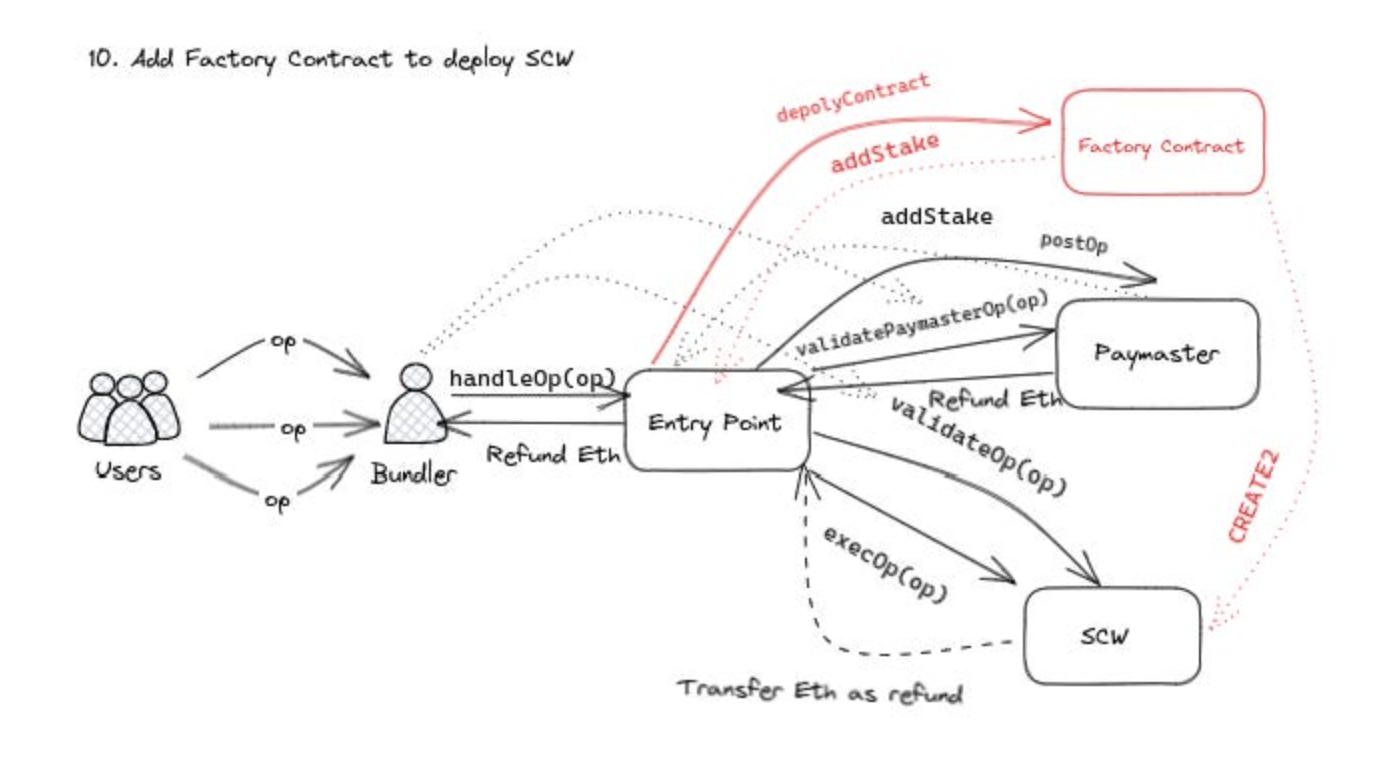 10. Add Factory Contract to deploy SCW
depolyContract
addStake
Factory Contract
addStake
postOp
validatePaymasterOp(op)
Paymaster
op
handleOp(op)
Refund Eth
op
Entry Point
validateOp(op)
Users
Bundler
Refund Eth
op
CREATE2
execOp(op)
SCW
Transfer Eth as refund